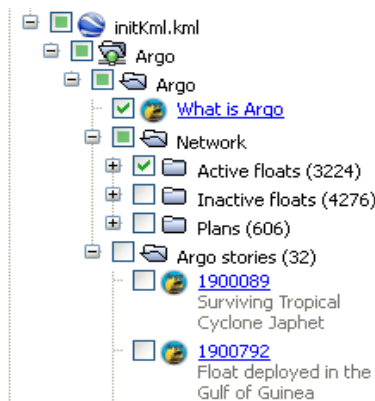 initKml.kml
Argo
Argo
What is Argo
Network
Active floats (3224)
Inactive floats (4276)
Plans (606)
Argo stories (32)
1900089
Surviving Tropical
Cyclone Japhet
1900792
Float deployed in the
Gulf of Guinea